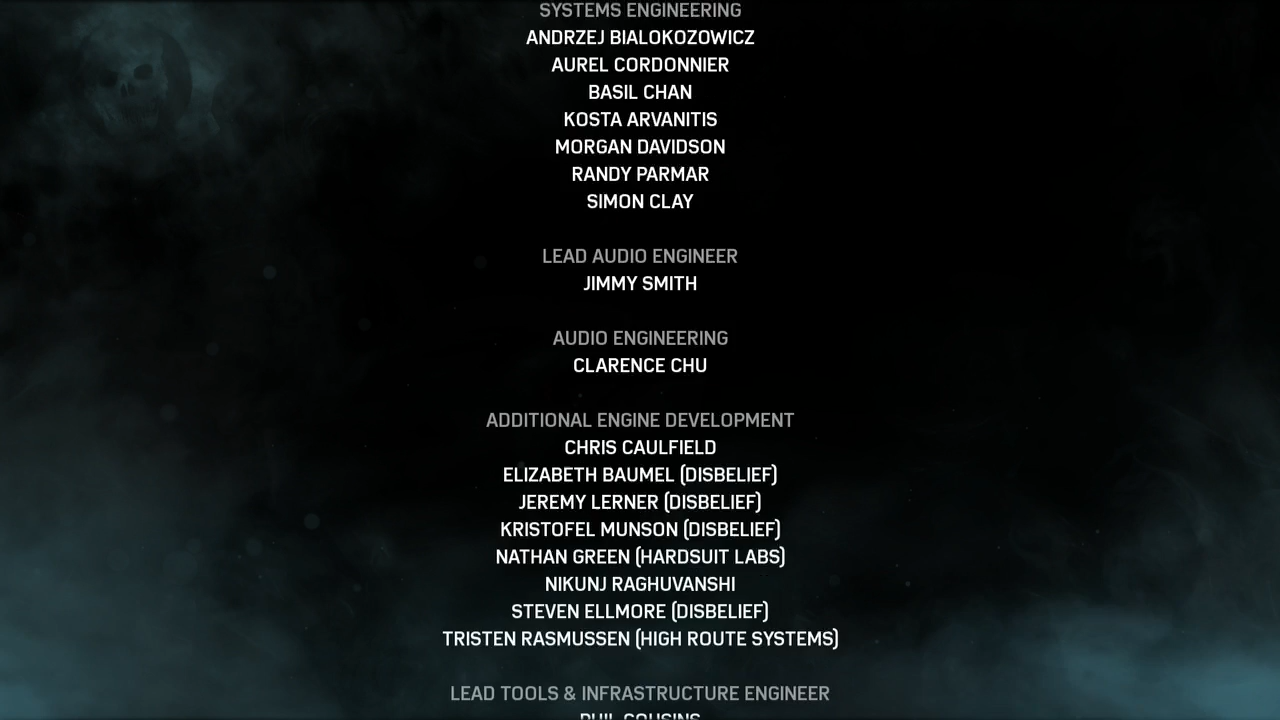 SYSTEMS ENGINEERING
ANDRZEJ BIALOKOZOWICZ
AUREL CORDONNIER
BASIL CHAN
KOSTA ARVANITIS
MORGAN DAVIDSON
RANDY PARMAR
SIMON CLAY
LEAD AUDIO ENGINEER
JIMMY SMITH
AUDIO ENGINEERING
CLARENCE CHU
ADDITIONAL ENGINE DEVELOPMENT
CHRIS CAULFIELD
ELIZABETH BAUMEL (DISBELIEF)
JEREMY LERNER (DISBELIEF)
KRISTOFEL MUNSON (DISBELIEF)
NATHAN GREEN (HARDSUIT LABS)
NIKUNJ RAGHUVANSHI
STEVEN ELLMORE (DISBELIEF)
TRISTEN RASMUSSEN (HIGH ROUTE SYSTEMS)
LEAD TOOLS & INFRASTRUCTURE ENGINEER
PHIL COUSINS